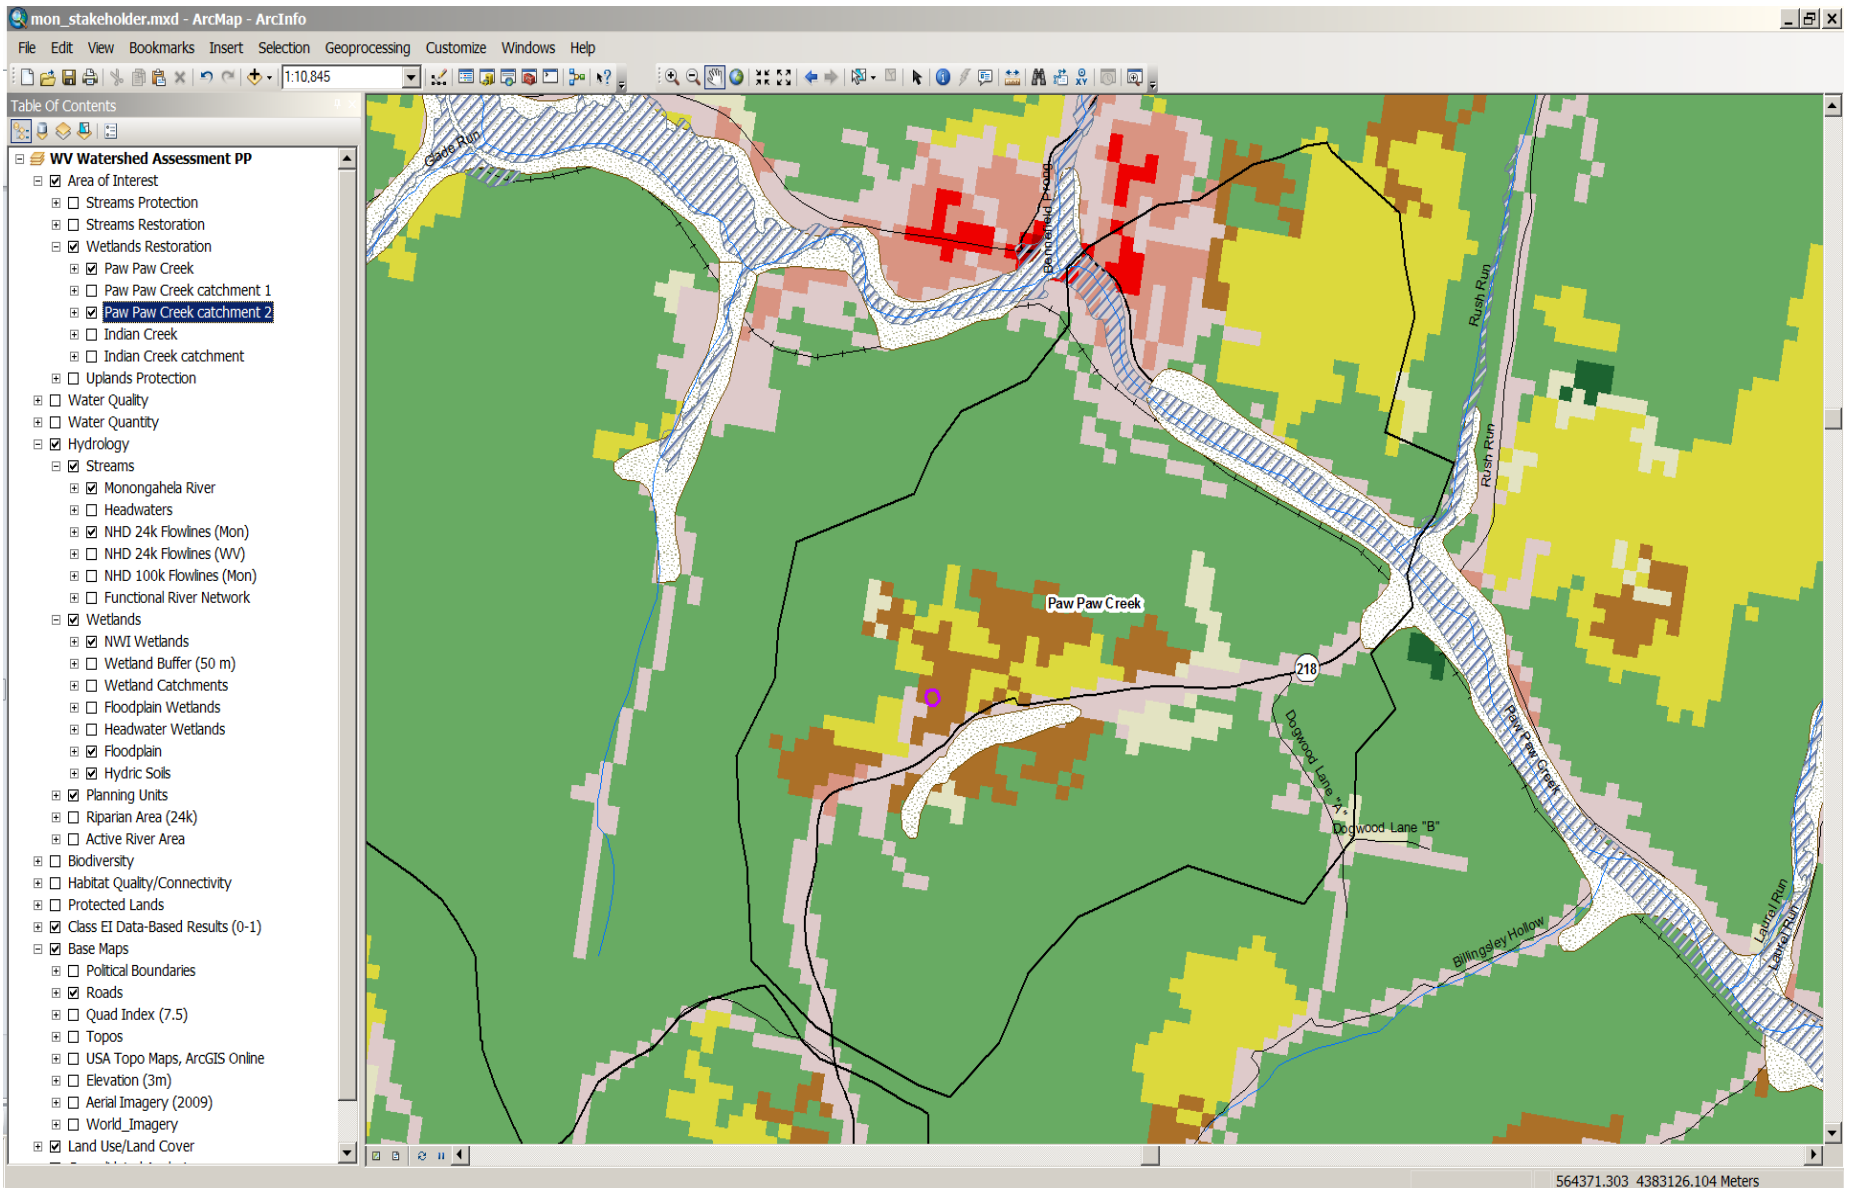 mon_stakeholder.mxd - ArcMap - ArcInfo
File Edit View Bookmarks Insert Selection Geoprocessing Customize Windows Help
1:10,845
Table Of Contents
WV Watershed Assessment PP
Area of Interest
Streams Protection
Streams Restoration
Wetlands Restoration
Paw Paw Creek
Paw Paw Creek catchment 1
Paw Paw Creek catchment 2
Indian Creek
Indian Creek catchment
Uplands Protection
Water Quality
Water Quantity
Hydrology
Streams
Monongahela River
Headwaters
NHD 24k Flowlines (Mon)
NHD 24k Flowlines (WV)
NHD 100k Flowlines (Mon)
Functional River Network
Wetlands
NWI Wetlands
Wetland Buffer (50 m)
Wetland Catchments
Floodplain Wetlands
Headwater Wetlands
Floodplain
Hydric Soils
Planning Units
Riparian Area (24k)
Active River Area
Biodiversity
Habitat Quality/Connectivity
Protected Lands
Class EI Data-Based Results (0-1)
Base Maps
Political Boundaries
Roads
Quad Index (7.5)
Topos
USA Topo Maps, ArcGIS Online
Elevation (3m)
Aerial Imagery (2009)
World_Imagery
Land Use/Land Cover
Glade Run
Prong
Rush Run
Rush Run
Paw Paw Creek
218
Dogwood Lane "A"
Dogwood Lane "B"
Paw Paw Creek
Billingsley Hollow
Laurel Run
Laurel Run
564371.303 4383126.104 Meters